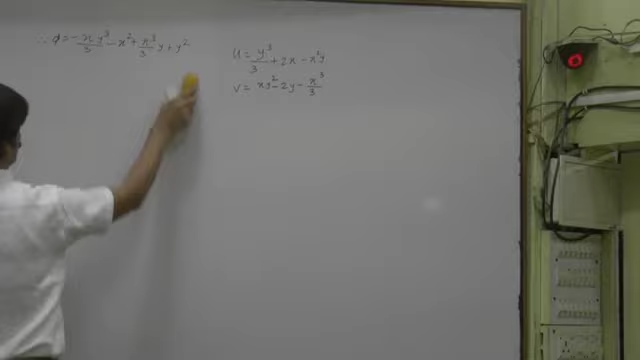 ∴ φ = -xy³/3 - x² + x³/3 y + y²
u = y³/3 + 2x - x²y
v = xy² - 2y - x³/3